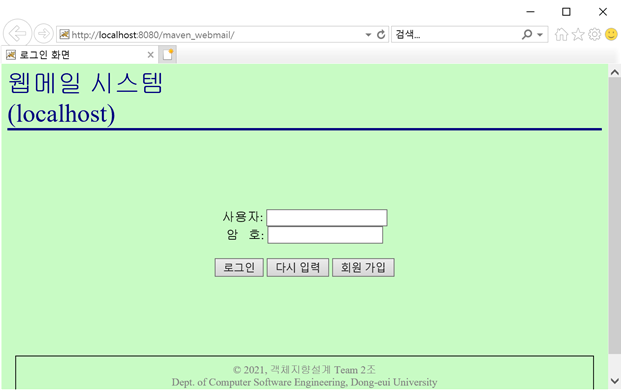 http://localhost:8080/maven_webmail/
검색...
로그인 화면
웹메일 시스템
(localhost)
사용자:
암 호:
로그인 다시 입력 회원 가입
© 2021, 객체지향설계 Team 2조
Dept. of Computer Software Engineering, Dong-eui University